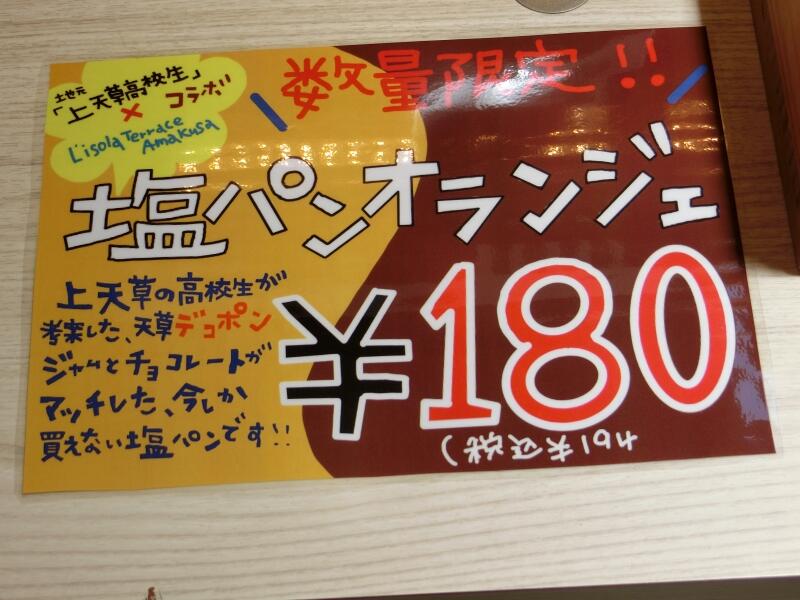 地元
「上天草高校生」
× コラボ
L'isola Terrace
Amakusa
数量限定!!
塩パンオランジェ
上天草の高校生が
考案した、天草デコポン
ジャムとチョコレートが
マッチした、今しか
買えない塩パンです!!
¥180
(税込¥194